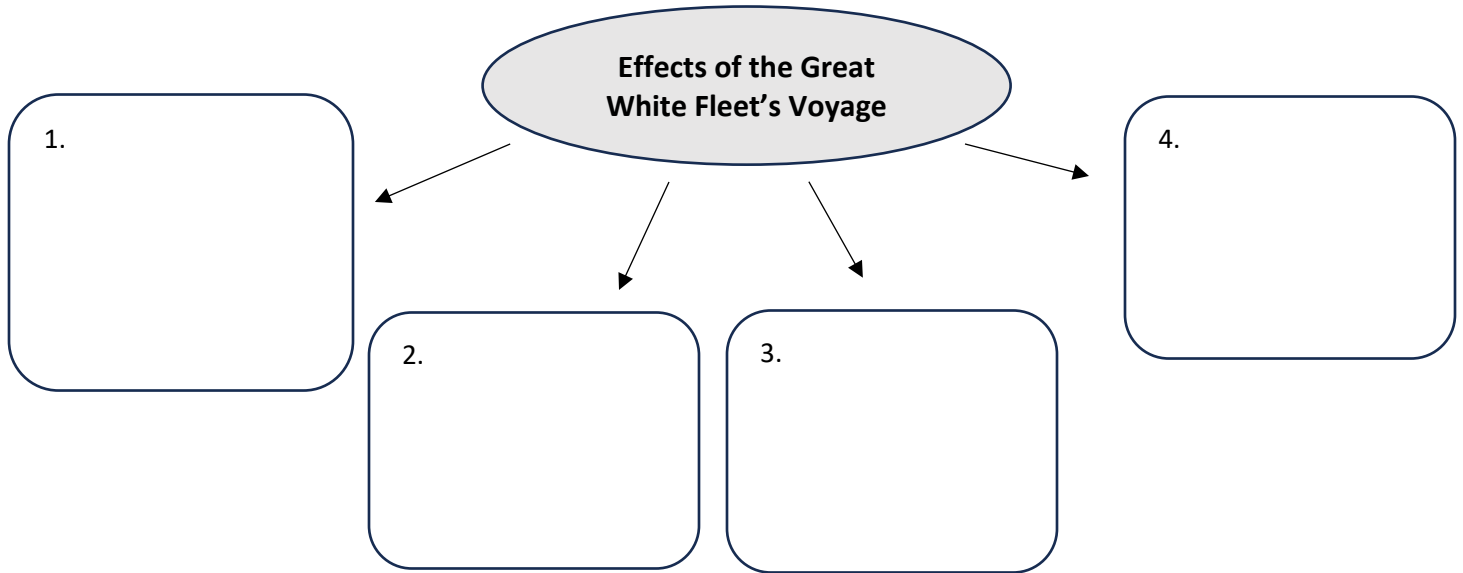 Effects of the Great
White Fleet’s Voyage
1.
4.
2.
3.